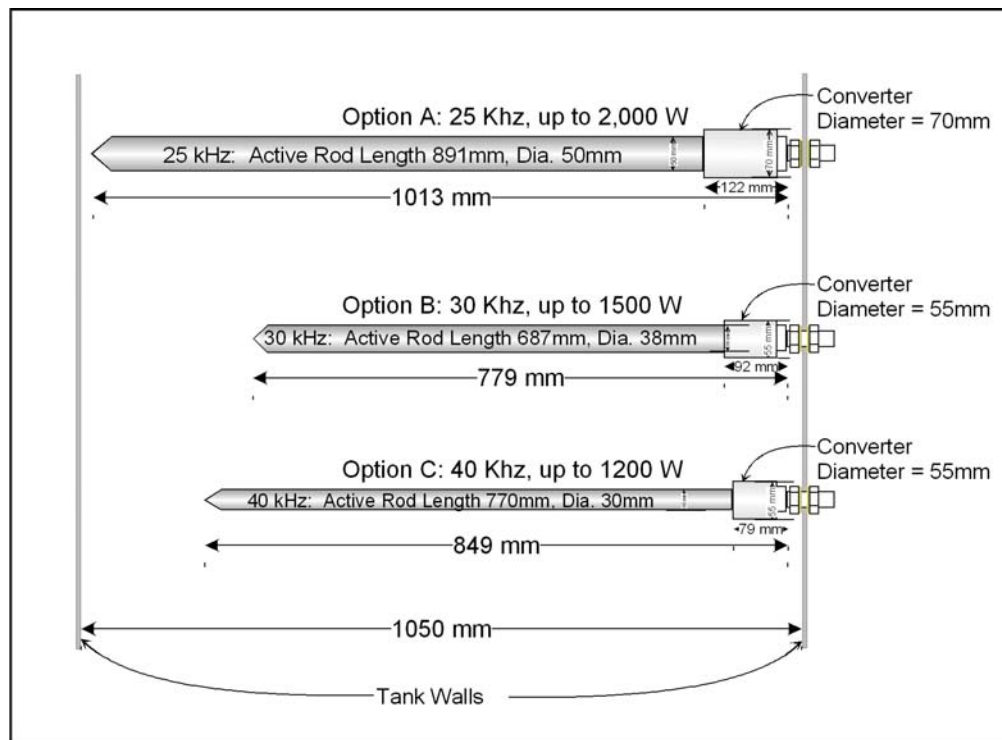 Converter
Diameter = 70mm
Option A: 25 Khz, up to 2,000 W
25 kHz: Active Rod Length 891mm, Dia. 50mm
50 mm
70 mm
122 mm
1013 mm
Converter
Diameter = 55mm
Option B: 30 Khz, up to 1500 W
30 kHz: Active Rod Length 687mm, Dia. 38mm
55 mm
92 mm
779 mm
Converter
Diameter = 55mm
Option C: 40 Khz, up to 1200 W
40 kHz: Active Rod Length 770mm, Dia. 30mm
55 mm
79 mm
849 mm
1050 mm
Tank Walls